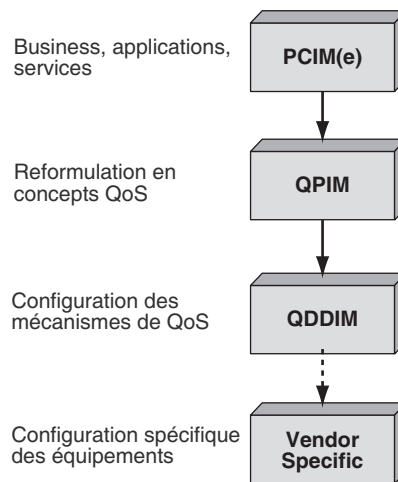 Business, applications,
services
PCIM(e)
Reformulation en
concepts QoS
QPIM
Configuration des
mécanismes de QoS
QDDIM
Configuration spécifique
des équipements
Vendor
Specific